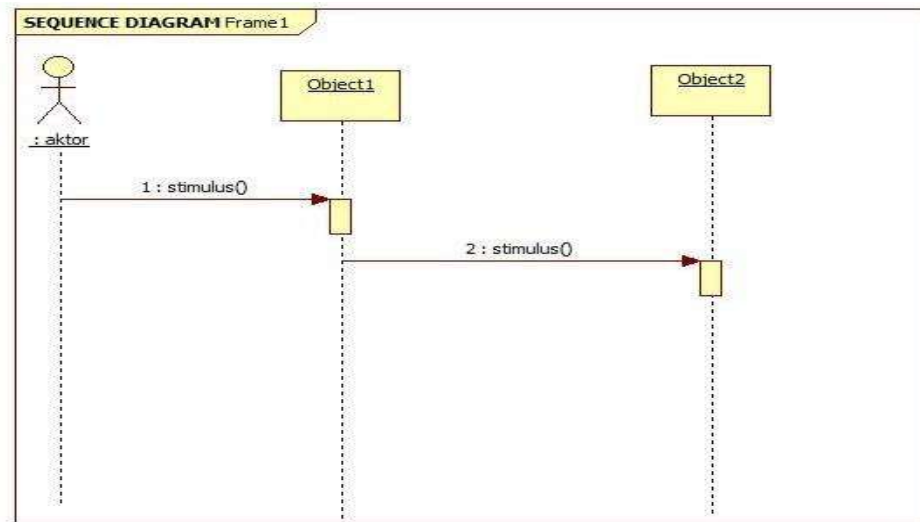 SEQUENCE DIAGRAM Frame1
Object1
Object2
: aktor
1 : stimulus()
2 : stimulus()